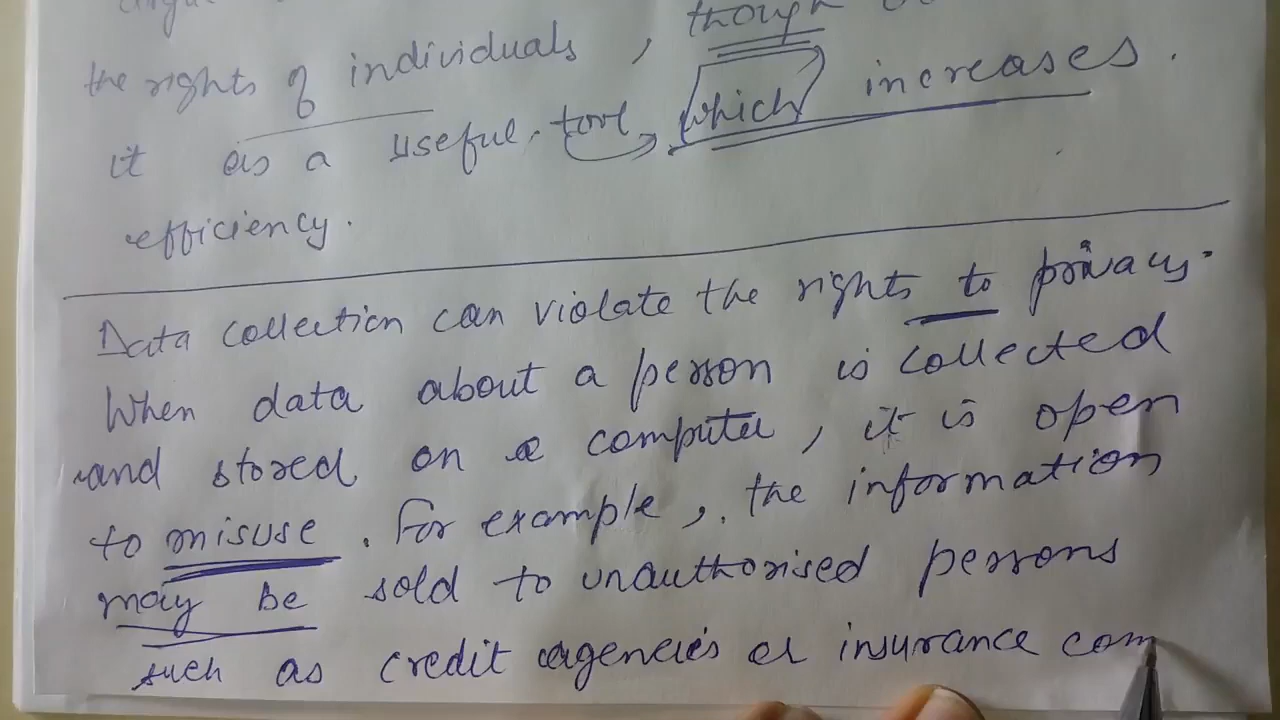 the rights of individuals, though
it as a useful tool which increases.
efficiency.
Data collection can violate the rights to privacy.
When data about a person is collected
and stored on a computer, it is open
to misuse. For example, the information
may be sold to unauthorised persons
such as credit agencies or insurance com